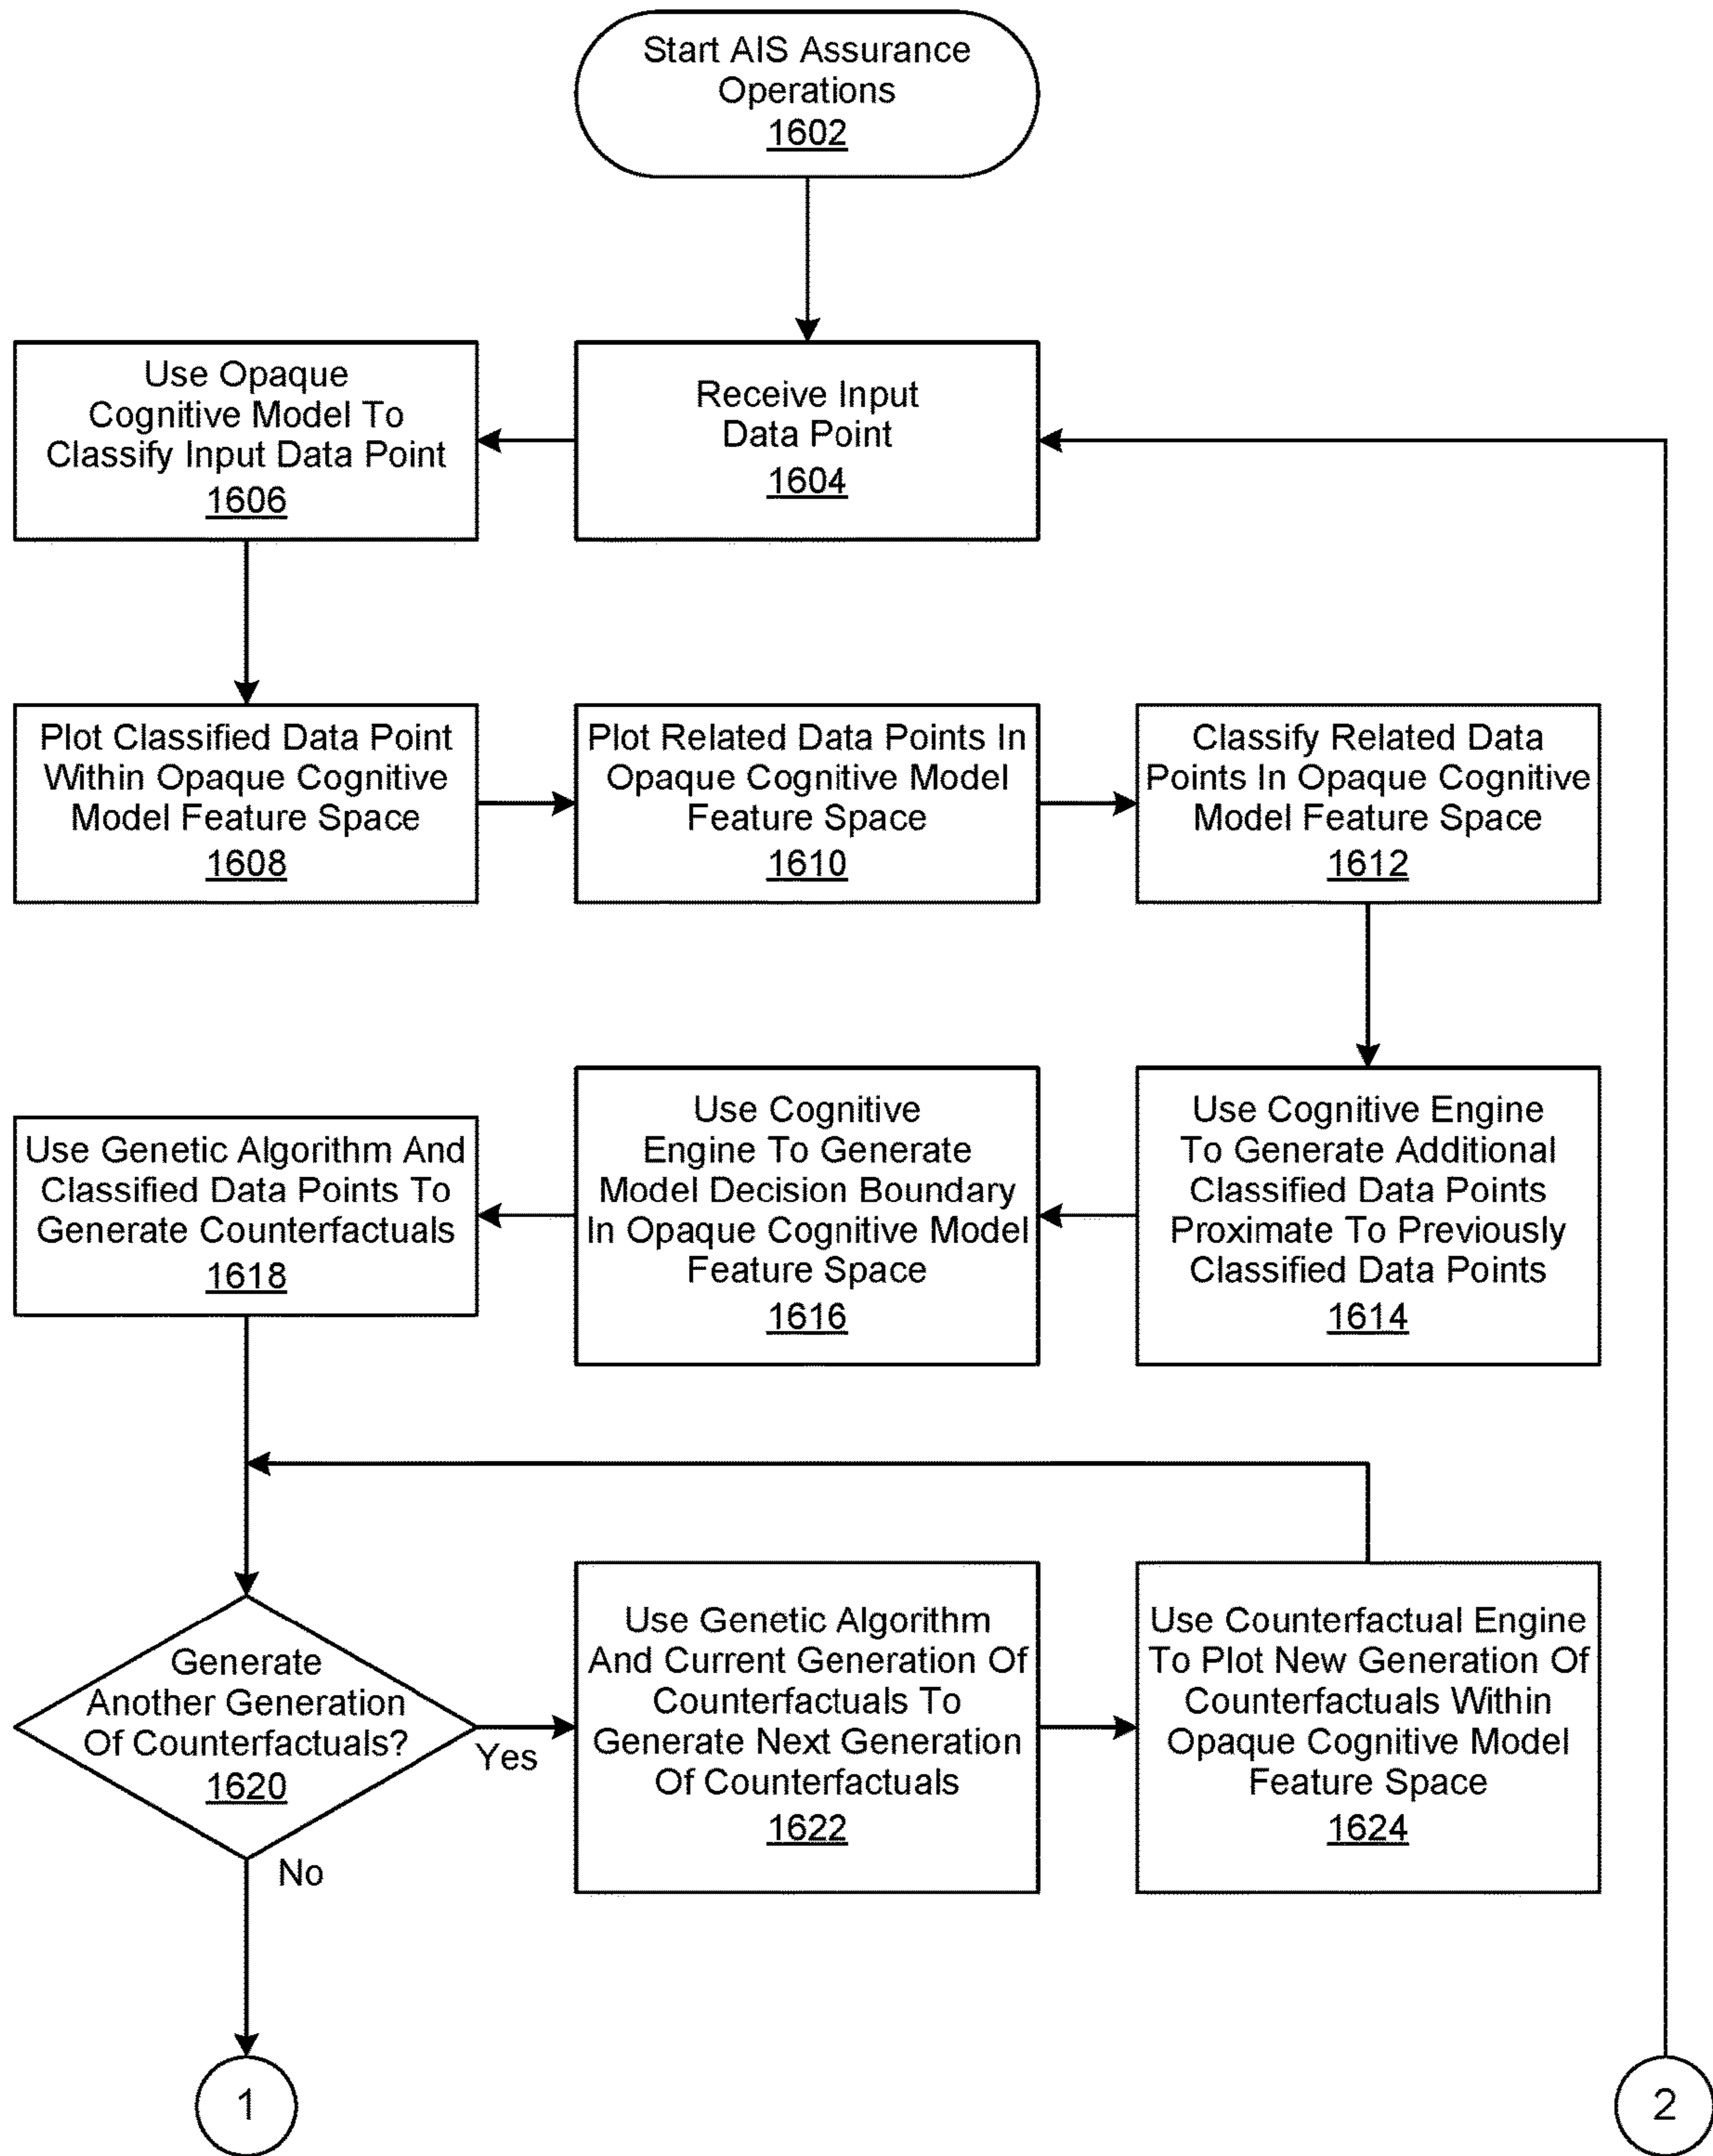 Start AIS Assurance
Operations
1602
Use Opaque
Cognitive Model To
Classify Input Data Point
1606
Receive Input
Data Point
1604
Plot Classified Data Point
Within Opaque Cognitive
Model Feature Space
1608
Plot Related Data Points In
Opaque Cognitive Model
Feature Space
1610
Classify Related Data
Points In Opaque Cognitive
Model Feature Space
1612
Use Genetic Algorithm And
Classified Data Points To
Generate Counterfactuals
1618
Use Cognitive
Engine To Generate
Model Decision Boundary
In Opaque Cognitive Model
Feature Space
1616
Use Cognitive Engine
To Generate Additional
Classified Data Points
Proximate To Previously
Classified Data Points
1614
Generate
Another Generation
Of Counterfactuals?
1620
Yes
No
Use Genetic Algorithm
And Current Generation Of
Counterfactuals To
Generate Next Generation
Of Counterfactuals
1622
Use Counterfactual Engine
To Plot New Generation Of
Counterfactuals Within
Opaque Cognitive Model
Feature Space
1624
1
2